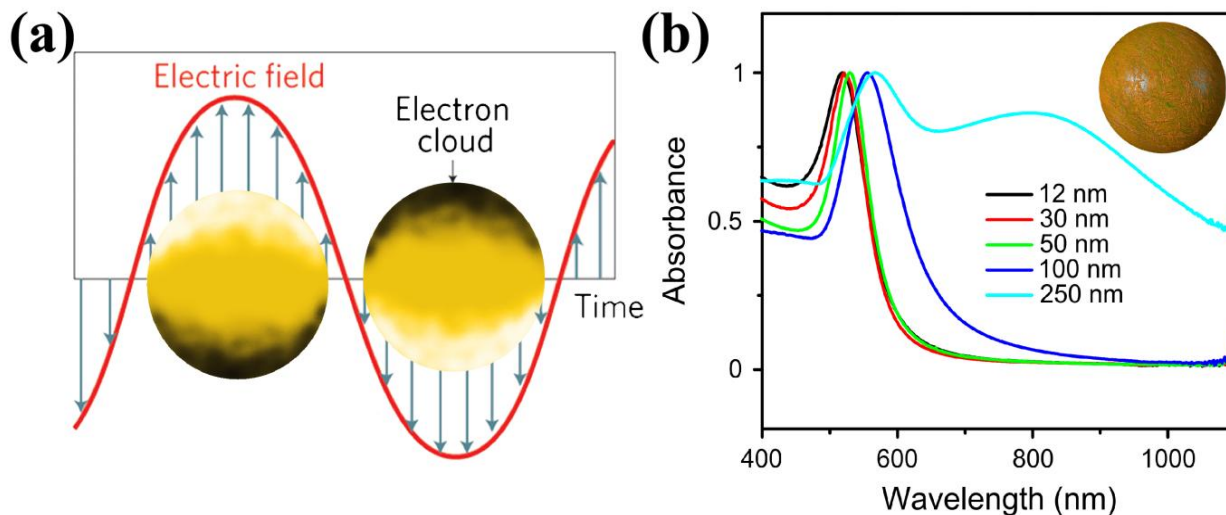 (a)
Electric field
Electron
cloud
Time
(b)
1
0.5
0
Absorbance
12 nm
30 nm
50 nm
100 nm
250 nm
400 600 800 1000
Wavelength (nm)